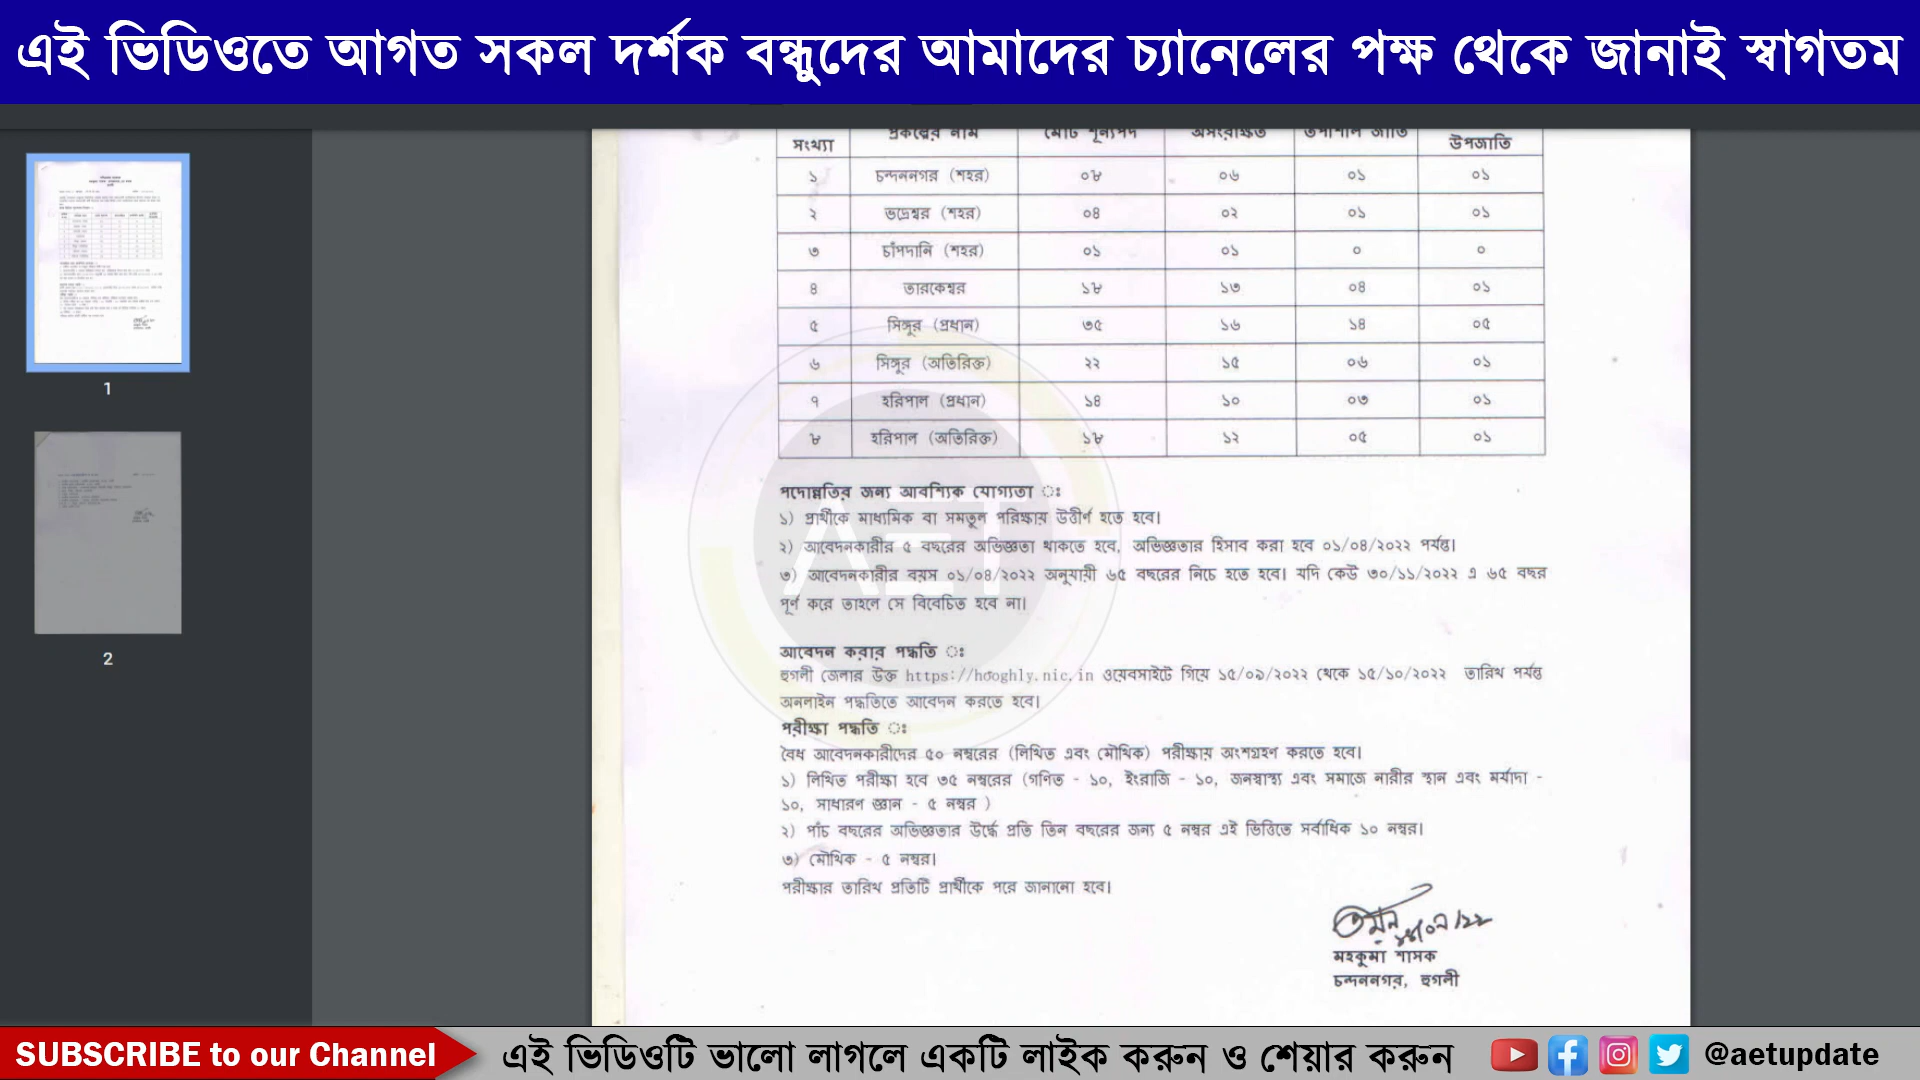 এই ভিডিওতে আগত সকল দর্শক বন্ধুদের আমাদের চ্যানেলের পক্ষ থেকে জানাই স্বাগতম
সংখ্যা প্রকল্পের নাম মোট শূন্যপদ অসংরক্ষিত তপশিলি জাতি উপজাতি
১ চন্দননগর (শহর) ০৮ ০৬ ০১ ০১
২ ভদ্রেশ্বর (শহর) ০৪ ০২ ০১ ০১
৩ চাঁপদানি (শহর) ০১ ০১ ০ ০
৪ তারকেশ্বর ১৮ ১৩ ০৪ ০১
৫ সিঙ্গুর (প্রধান) ৩৫ ১৬ ১৪ ০৫
৬ সিঙ্গুর (অতিরিক্ত) ২২ ১৫ ০৬ ০১
৭ হরিপাল (প্রধান) ১৪ ১০ ০৩ ০১
৮ হরিপাল (অতিরিক্ত) ১৮ ১২ ০৫ ০১
AET
পদোন্নতির জন্য আবশ্যিক যোগ্যতা ঃ
১) প্রার্থীকে মাধ্যমিক বা সমতুল পরিক্ষায় উত্তীর্ণ হতে হবে।
২) আবেদনকারীর ৫ বছরের অভিজ্ঞতা থাকতে হবে, অভিজ্ঞতার হিসাব করা হবে ০১/০৪/২০২২ পর্যন্ত।
৩) আবেদনকারীর বয়স ০১/০৪/২০২২ অনুযায়ী ৬৫ বছরের নিচে হতে হবে। যদি কেউ ৩০/১১/২০২২ এ ৬৫ বছর
পূর্ণ করে তাহলে সে বিবেচিত হবে না।
আবেদন করার পদ্ধতি ঃ
হুগলী জেলার উক্ত https://hooghly.nic.in ওয়েবসাইটে গিয়ে ১৫/০৯/২০২২ থেকে ১৫/১০/২০২২ তারিখ পর্যন্ত
অনলাইন পদ্ধতিতে আবেদন করতে হবে।
পরীক্ষা পদ্ধতি ঃ
বৈধ আবেদনকারীদের ৫০ নম্বরের (লিখিত এবং মৌখিক) পরীক্ষায় অংশগ্রহণ করতে হবে।
১) লিখিত পরীক্ষা হবে ৩৫ নম্বরের (গণিত - ১০, ইংরাজি - ১০, জনস্বাস্থ্য এবং সমাজে নারীর স্থান এবং মর্যাদা -
১০, সাধারণ জ্ঞান - ৫ নম্বর )
২) পাঁচ বছরের অভিজ্ঞতার উর্দ্ধে প্রতি তিন বছরের জন্য ৫ নম্বর এই ভিত্তিতে সর্বাধিক ১০ নম্বর।
৩) মৌখিক - ৫ নম্বর।
পরীক্ষার তারিখ প্রতিটি প্রার্থীকে পরে জানানো হবে।
মহকুমা শাসক
চন্দননগর, হুগলী
1
2
SUBSCRIBE to our Channel
এই ভিডিওটি ভালো লাগলে একটি লাইক করুন ও শেয়ার করুন
@aetupdate